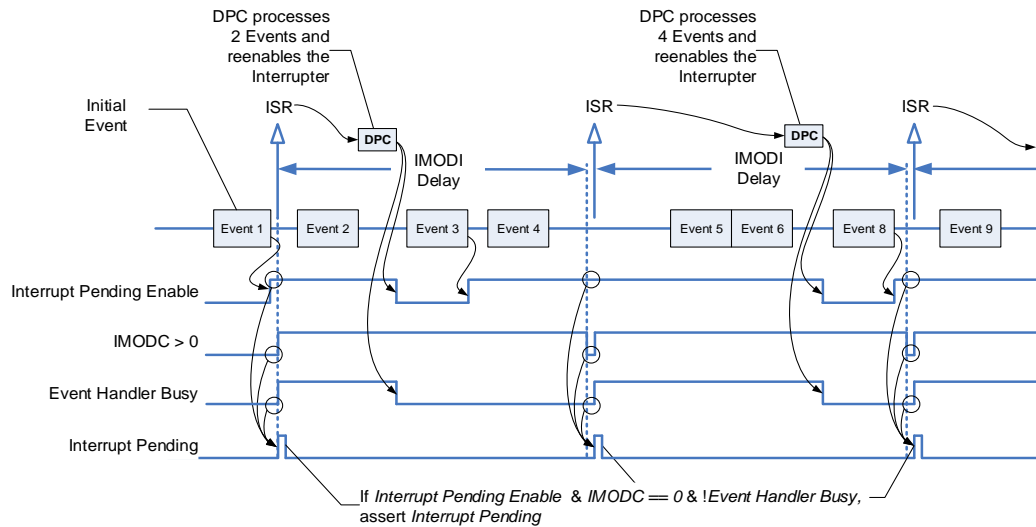 DPC processes
2 Events and
reenables the
Interrupter
DPC processes
4 Events and
reenables the
Interrupter
Initial
Event
ISR
DPC
ISR
DPC
ISR
IMODI
Delay
IMODI
Delay
Event 1
Event 2
Event 3
Event 4
Event 5
Event 6
Event 8
Event 9
Interrupt Pending Enable
IMODC > 0
Event Handler Busy
Interrupt Pending
If Interrupt Pending Enable & IMODC == 0 & !Event Handler Busy,
assert Interrupt Pending